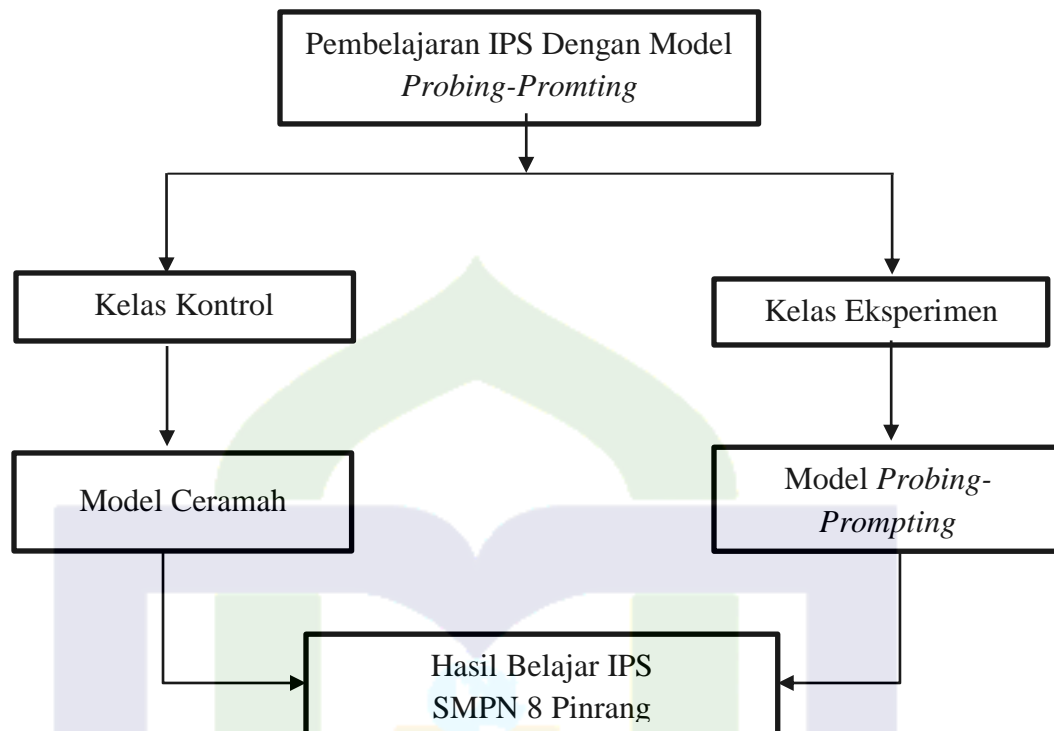 Pembelajaran IPS Dengan Model
Probing-Promting
Kelas Kontrol
Kelas Eksperimen
Model Ceramah
Model Probing-
Prompting
Hasil Belajar IPS
SMPN 8 Pinrang